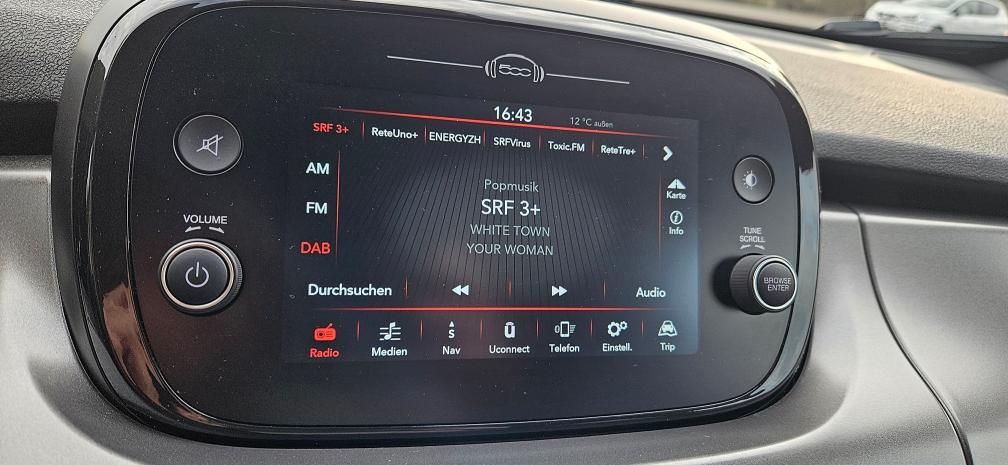 500
16:43
12 °C außen
SRF 3+
ReteUno+
ENERGYZH
SRFVirus
Toxic.FM
ReteTre+
AM
FM
DAB
Popmusik
SRF 3+
WHITE TOWN
YOUR WOMAN
Karte
Info
VOLUME
TUNE
SCROLL
BROWSE
ENTER
Durchsuchen
Audio
Radio
Medien
S
Nav
Uconnect
Telefon
Einstell.
Trip